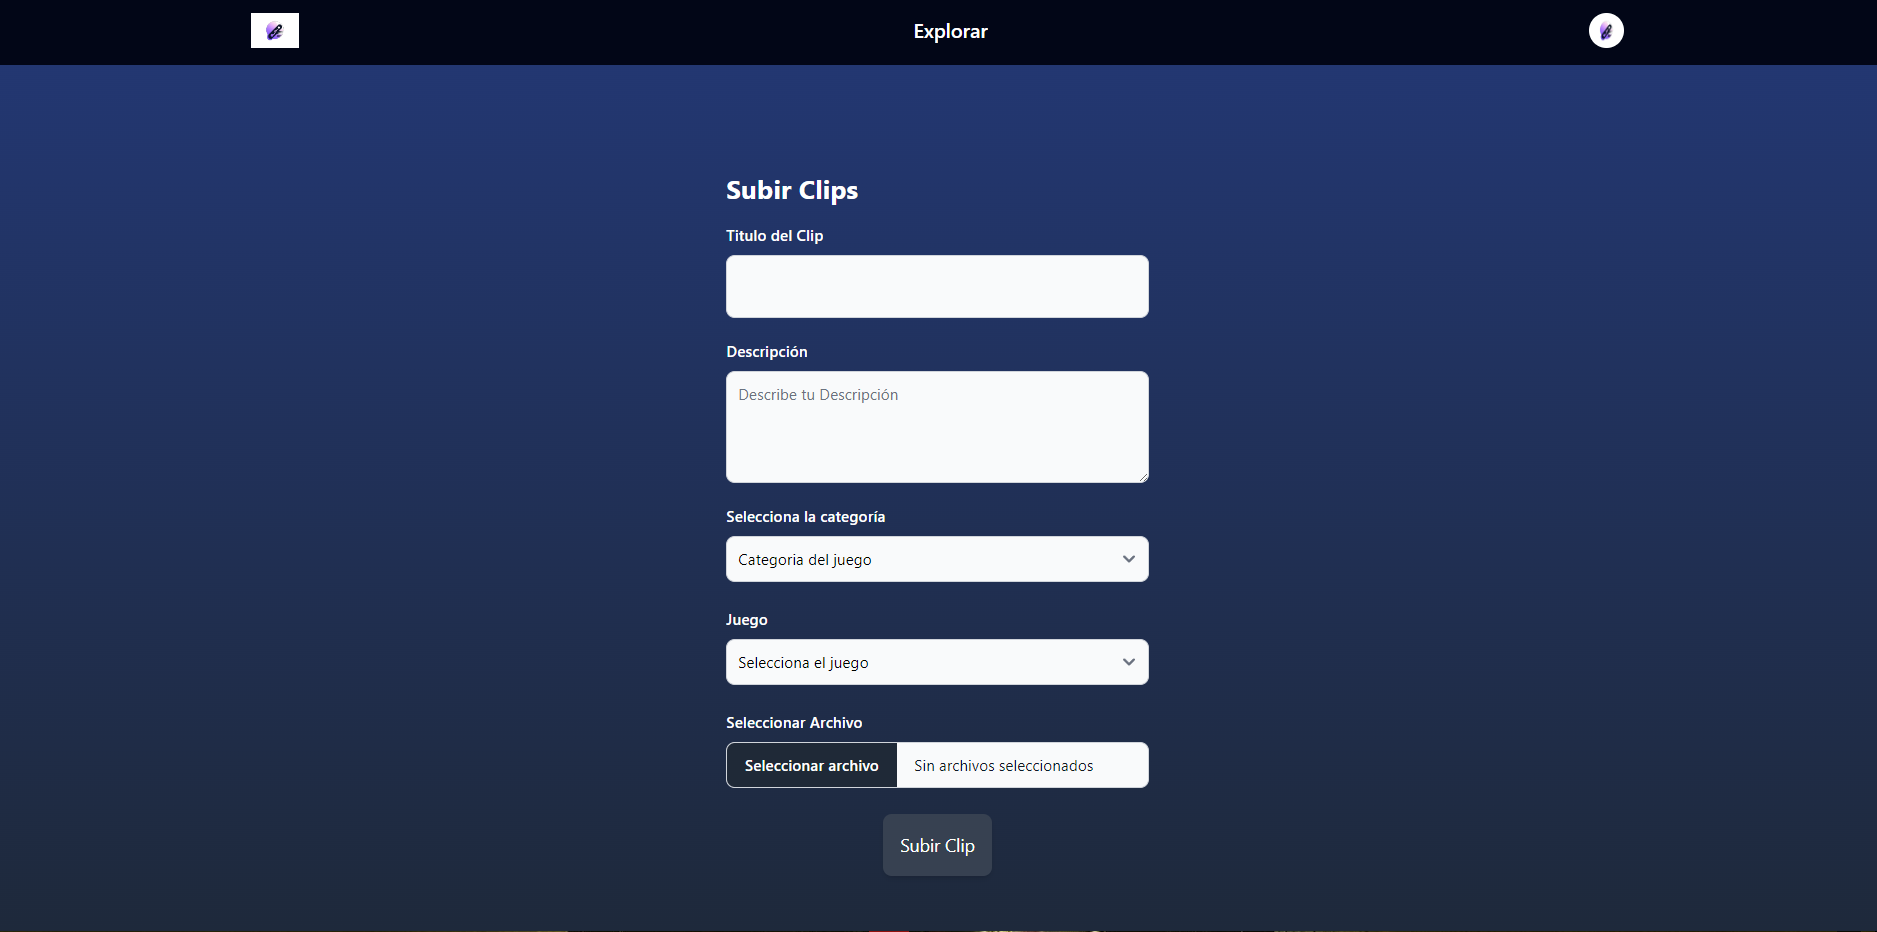 Explorar
Subir Clips
Titulo del Clip
Descripción
Describe tu Descripción
Selecciona la categoría
Categoria del juego
Juego
Selecciona el juego
Seleccionar Archivo
Seleccionar archivo Sin archivos seleccionados
Subir Clip